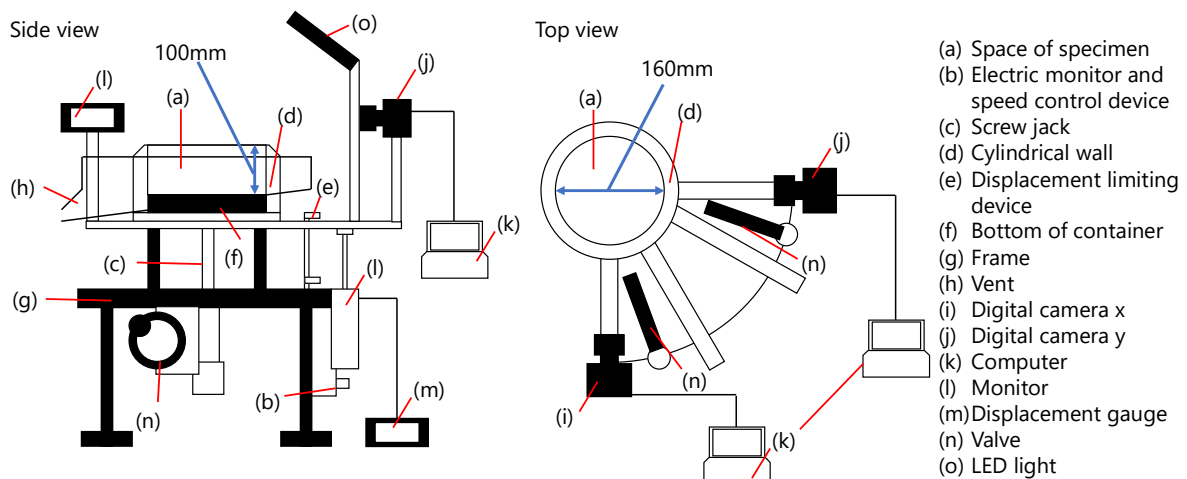 Side view
Top view
(o)
100mm
(j)
(l)
(a)
(d)
(h)
(e)
(k)
(c)
(f)
(l)
(g)
(n)
(b)
(m)
160mm
(a)
(d)
(j)
(n)
(n)
(i)
(k)
(a) Space of specimen
(b) Electric monitor and
speed control device
(c) Screw jack
(d) Cylindrical wall
(e) Displacement limiting
device
(f) Bottom of container
(g) Frame
(h) Vent
(i) Digital camera x
(j) Digital camera y
(k) Computer
(l) Monitor
(m)Displacement gauge
(n) Valve
(o) LED light